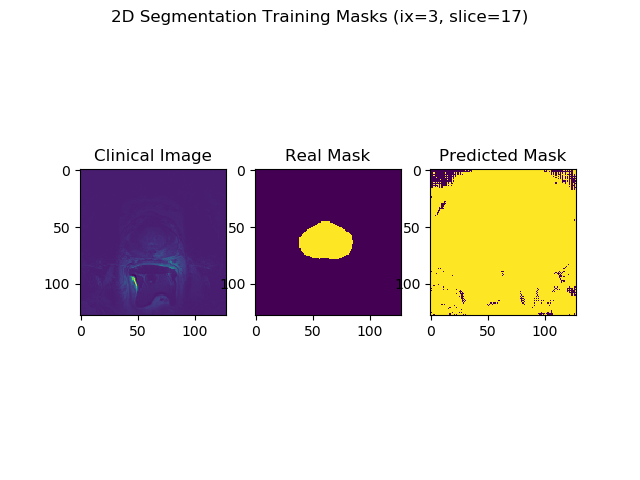 2D Segmentation Training Masks (ix=3, slice=17)
Clinical Image Real Mask Predicted Mask
0 0 0
50 50 50
100 100 100
0 50 100 0 50 100 0 50 100